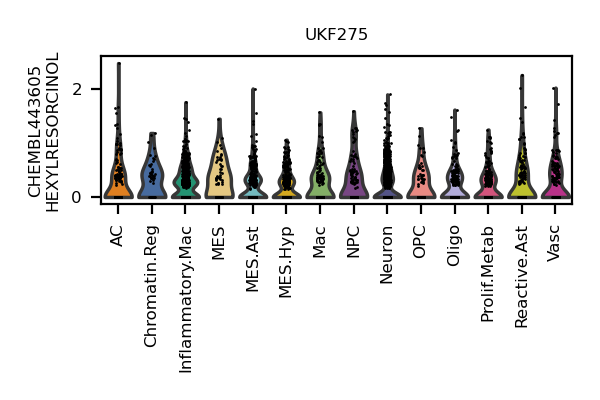 UKF275
CHEMBL443605
HEXYLRESORCINOL
2
0
AC
Chromatin.Reg
Inflammatory.Mac
MES
MES.Ast
MES.Hyp
Mac
NPC
Neuron
OPC
Oligo
Prolif.Metab
Reactive.Ast
Vasc